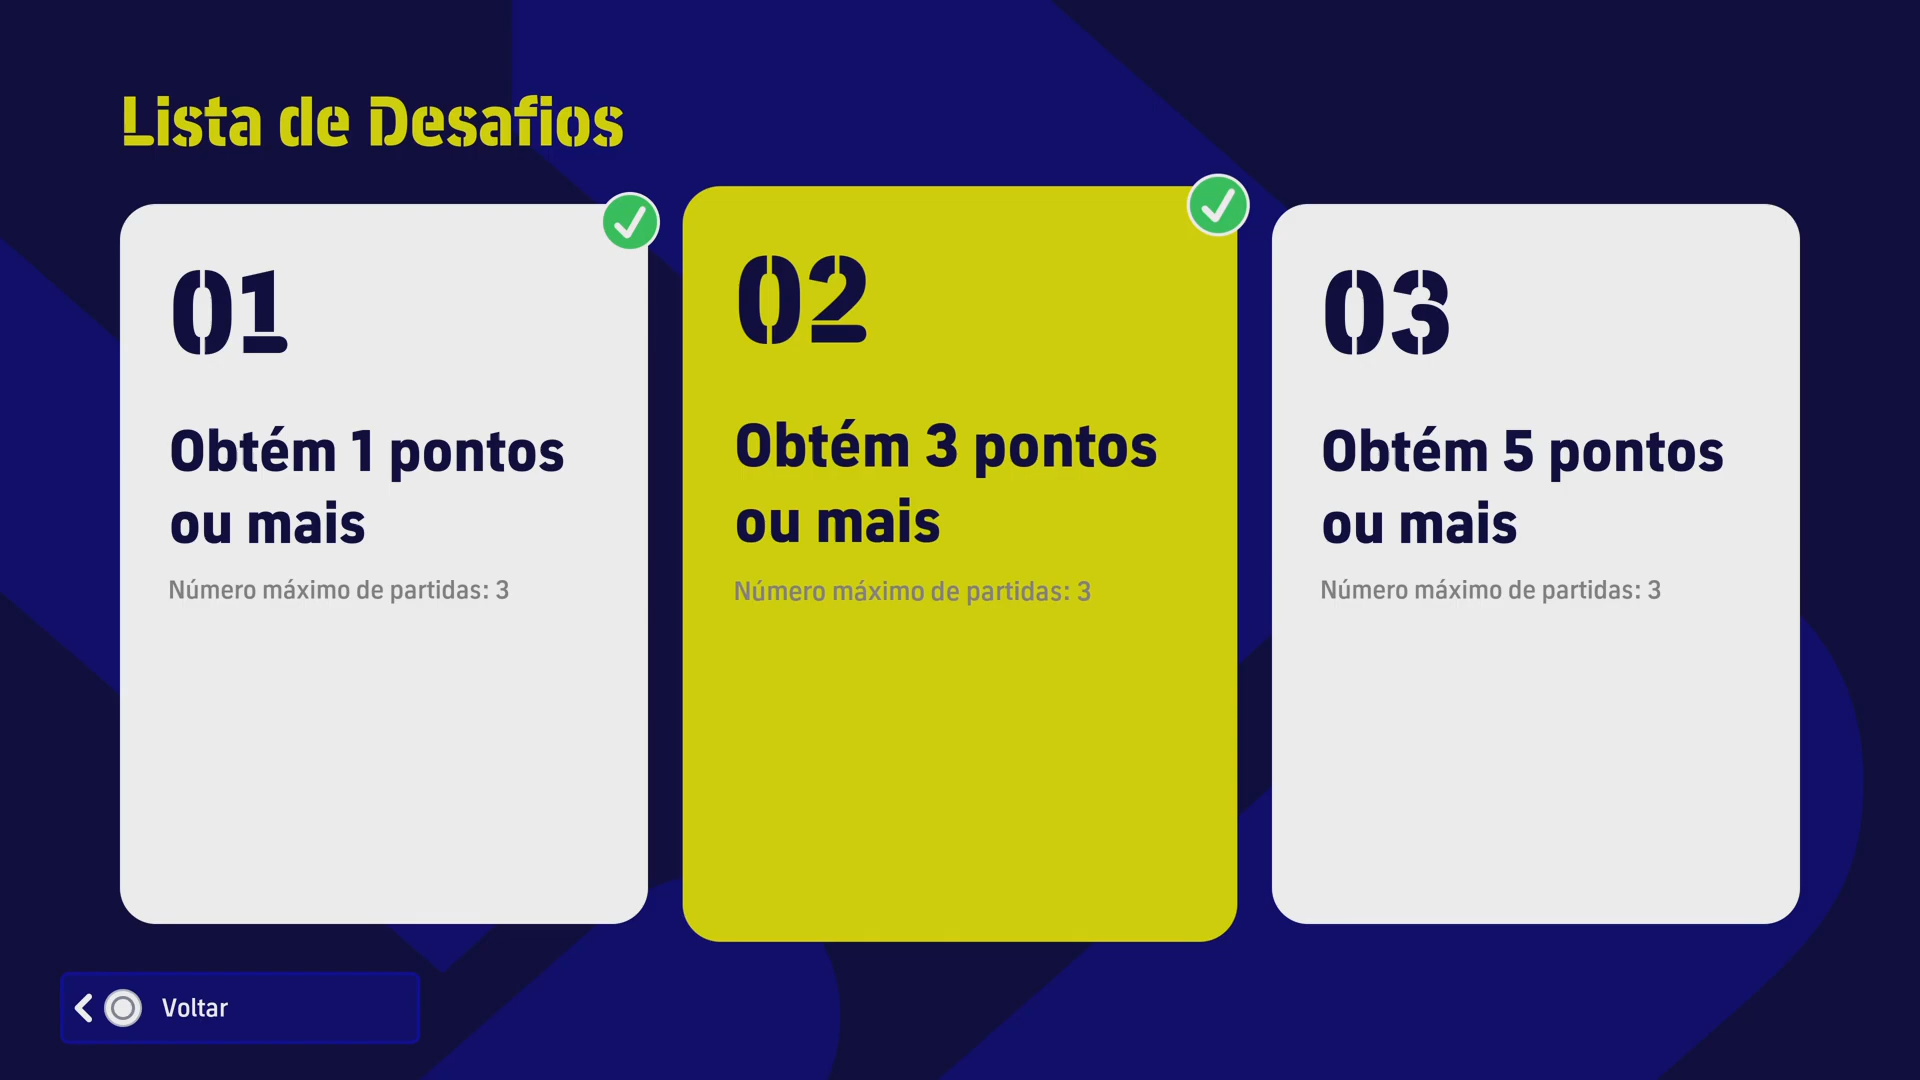 Lista de Desafios
01
Obtém 1 pontos
ou mais
Número máximo de partidas: 3
02
Obtém 3 pontos
ou mais
Número máximo de partidas: 3
03
Obtém 5 pontos
ou mais
Número máximo de partidas: 3
Voltar